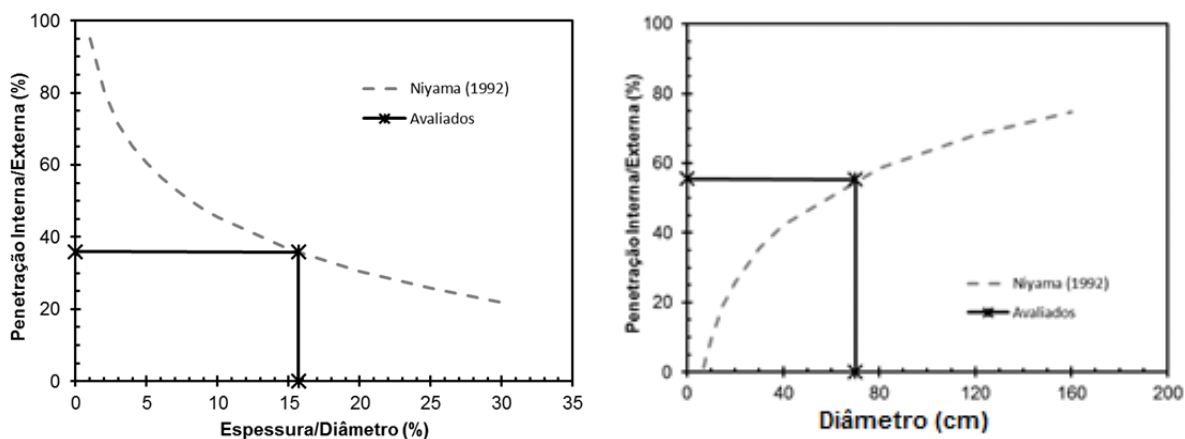 Penetração Interna/Externa (%)
100
80
60
40
20
0
0 5 10 15 20 25 30 35
Espessura/Diâmetro (%)
Niyama (1992)
Avaliados
Penetração Interna/Externa (%)
100
80
60
40
20
0
0 40 80 120 160 200
Diâmetro (cm)
Niyama (1992)
Avaliados